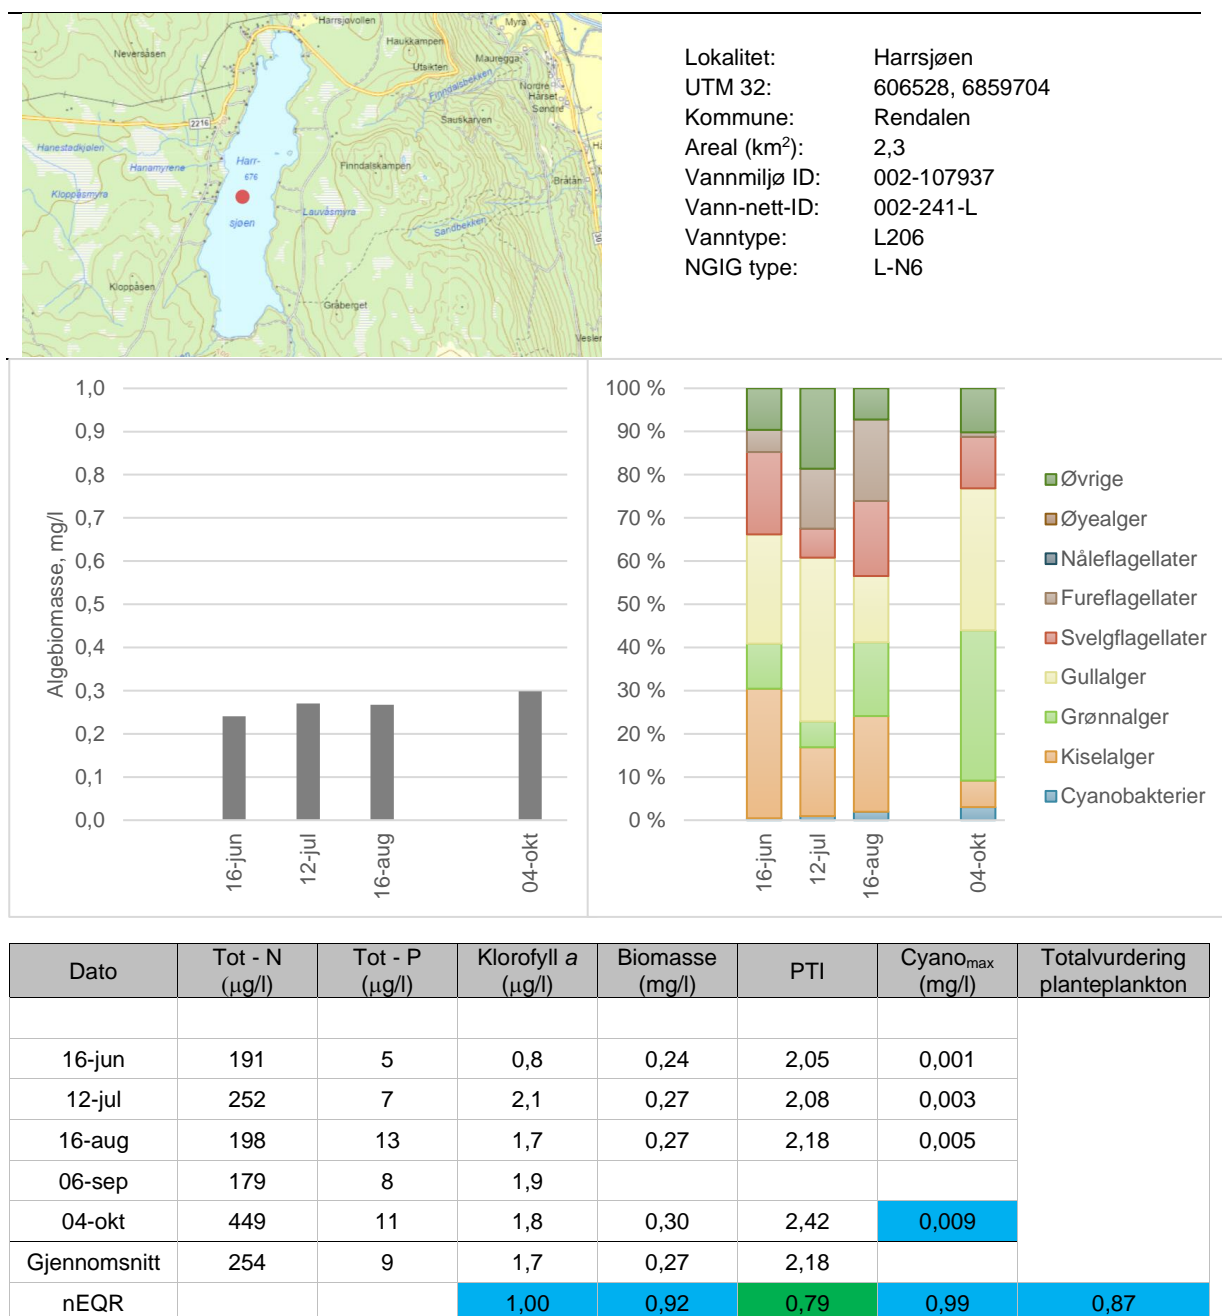 Harrsjøvollen
Myra
Neversåsen
Haukkampen
Mauregga
Utsikten
Finndalsbekken
Nordre
Hårset
Søndre
2216
Sauskarven
Hanestadkjølen
Hanamyrene
Harr-
676
sjøen
Finndalskampen
Bråtån
Kloppåsmyra
Lauvåsmyra
Sandbekken
Kloppåsen
Gråberget
Lokalitet: Harrsjøen
UTM 32: 606528, 6859704
Kommune: Rendalen
Areal (km²): 2,3
Vannmiljø ID: 002-107937
Vann-nett-ID: 002-241-L
Vanntype: L206
NGIG type: L-N6
Algebiomasse, mg/l
1,0
0,9
0,8
0,7
0,6
0,5
0,4
0,3
0,2
0,1
0,0
16-jun 12-jul 16-aug 04-okt
100 %
90 %
80 %
70 %
60 %
50 %
40 %
30 %
20 %
10 %
0 %
16-jun 12-jul 16-aug 04-okt
Øvrige
Øyealger
Nåleflagellater
Fureflagellater
Svelgflagellater
Gullalger
Grønnalger
Kiselalger
Cyanobakterier
Dato Tot - N (µg/l) Tot - P (µg/l) Klorofyll a (µg/l) Biomasse (mg/l) PTI Cyanomax (mg/l) Totalvurdering planteplankton
16-jun 191 5 0,8 0,24 2,05 0,001
12-jul 252 7 2,1 0,27 2,08 0,003
16-aug 198 13 1,7 0,27 2,18 0,005
06-sep 179 8 1,9
04-okt 449 11 1,8 0,30 2,42 0,009
Gjennomsnitt 254 9 1,7 0,27 2,18
nEQR 1,00 0,92 0,79 0,99 0,87